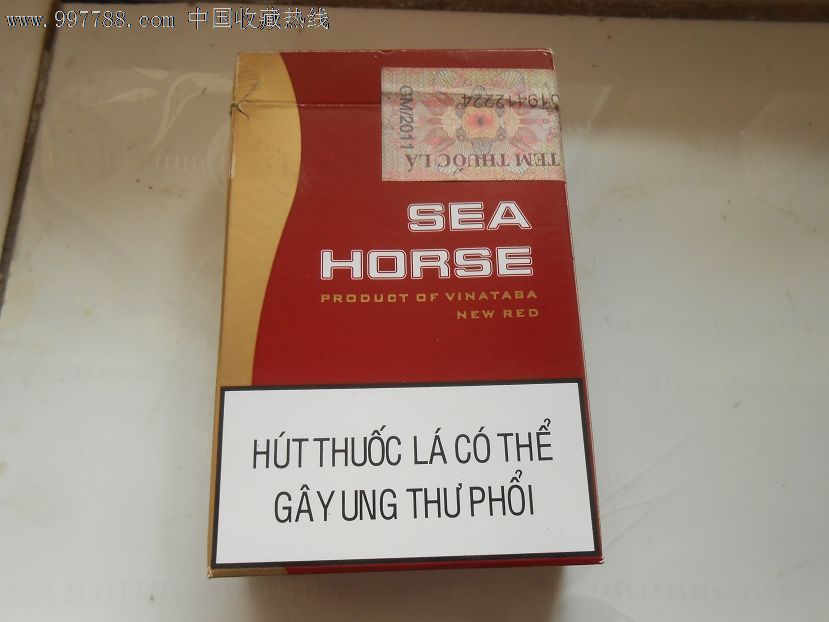 www.997788.com 中国收藏热线
GM/2011
519412224
TEM THUỐC LÁ
SEA
HORSE
PRODUCT OF VINATABA
NEW RED
HÚT THUỐC LÁ CÓ THỂ
GÂY UNG THƯ PHỔI